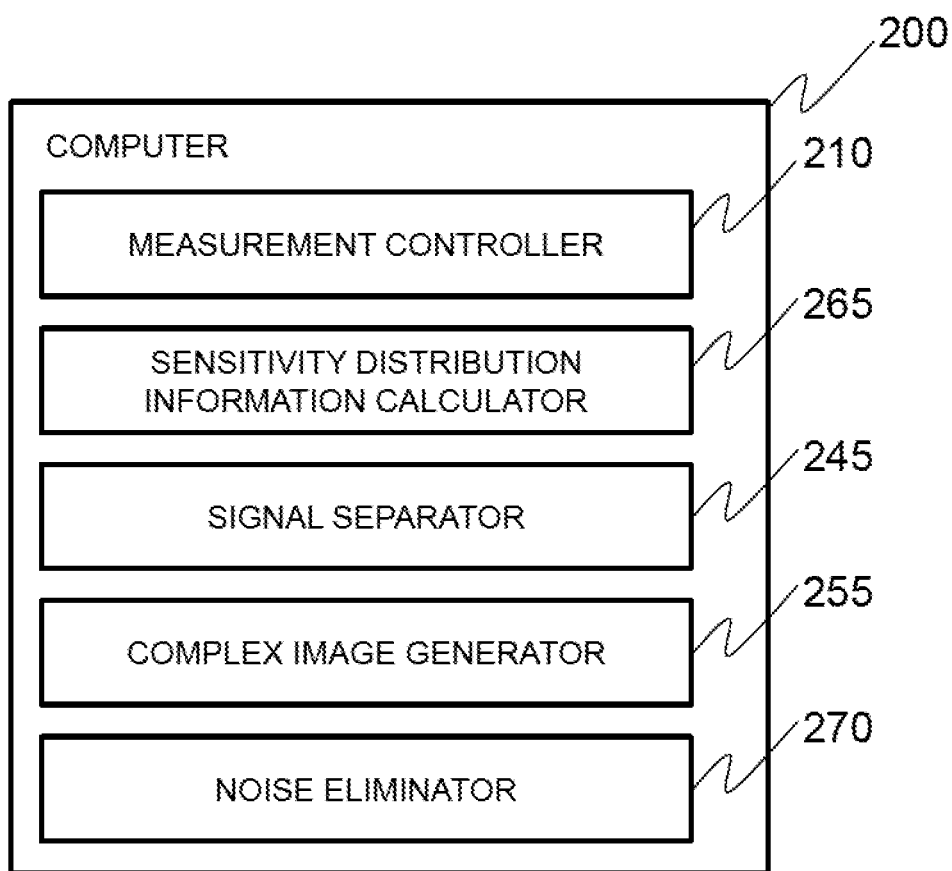 200
COMPUTER
210
MEASUREMENT CONTROLLER
265
SENSITIVITY DISTRIBUTION
INFORMATION CALCULATOR
245
SIGNAL SEPARATOR
255
COMPLEX IMAGE GENERATOR
270
NOISE ELIMINATOR